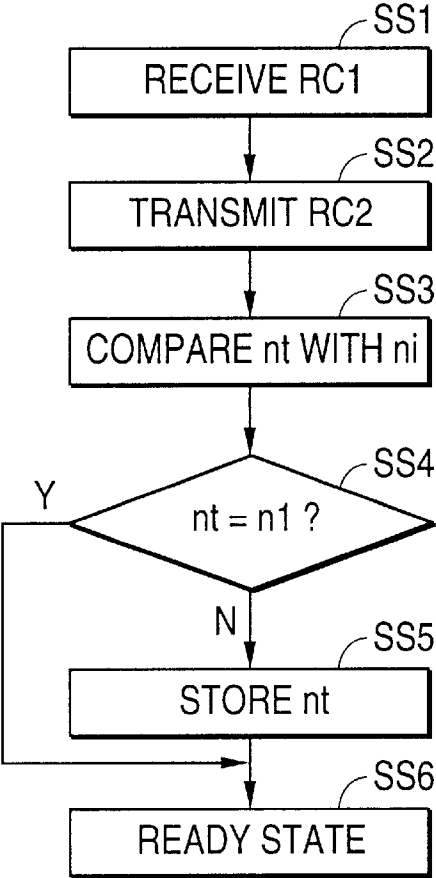 SS1
RECEIVE RC1
SS2
TRANSMIT RC2
SS3
COMPARE nt WITH ni
SS4
Y
nt = n1 ?
N
SS5
STORE nt
SS6
READY STATE